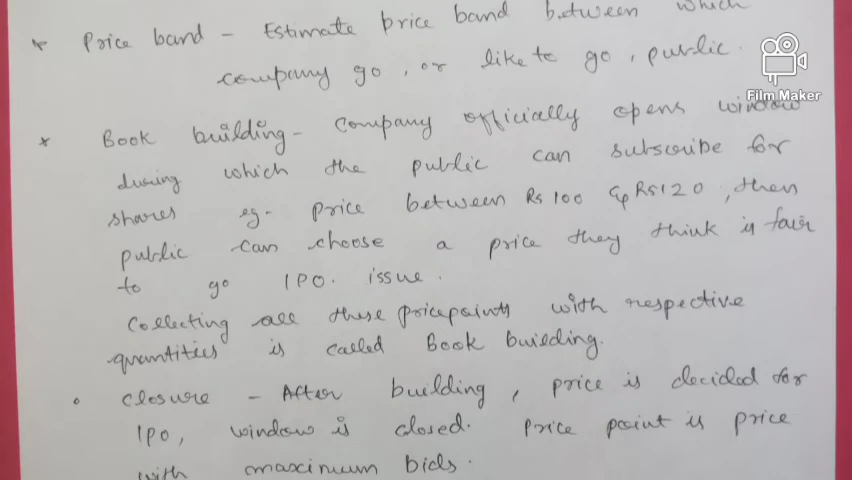 * Price band - Estimate price band between which
company go, or like to go, public.
Film Maker
* Book building - company officially opens window
during which the public can subscribe for
shares eg- price between Rs 100 & Rs 120, then
public can choose a price they think is fair
to go IPO. issue.
Collecting all these pricepoints with respective
quantities is called Book building.
• closure - After building, price is decided for
IPO, window is closed. Price point is price
with maximum bids.